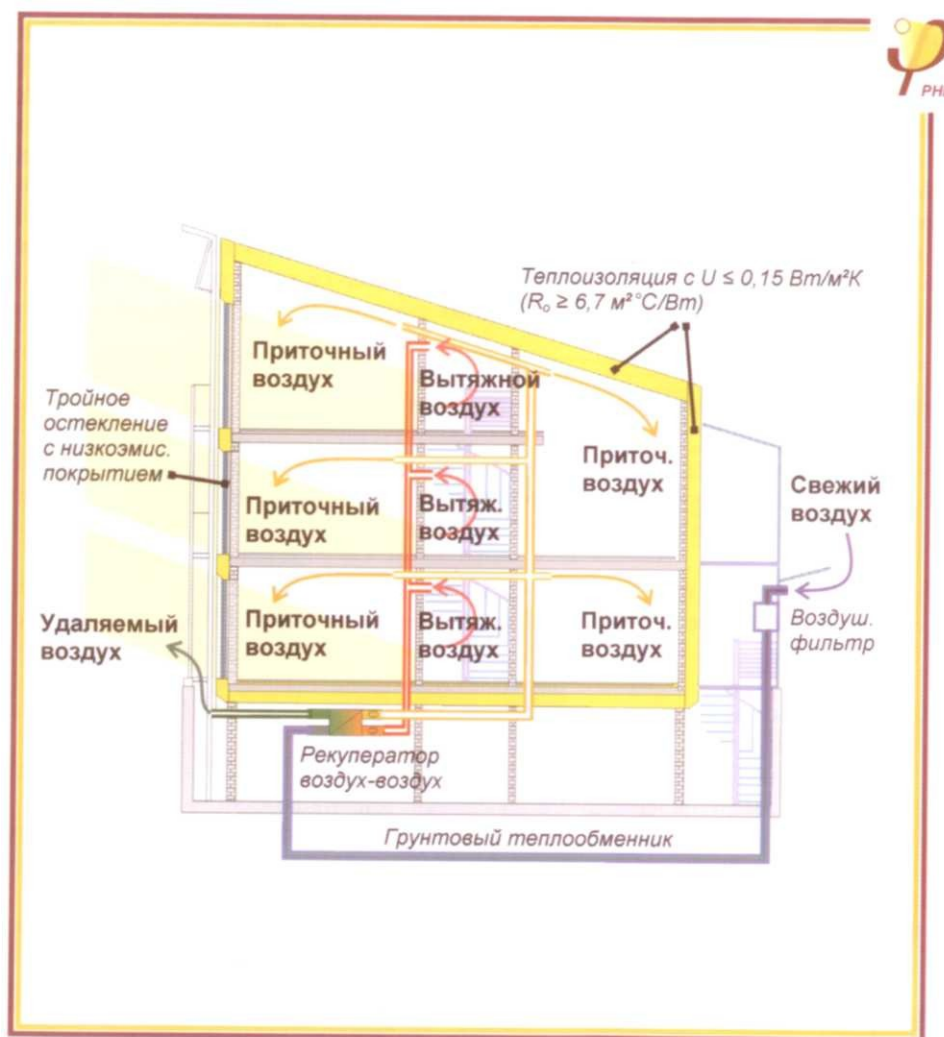 PHI
Теплоизоляция с U ≤ 0,15 Вт/м²К
(Rₒ ≥ 6,7 м²°С/Вт)
Приточный
воздух
Вытяжной
воздух
Тройное
остекление
с низкоэмис.
покрытием
Приточ.
воздух
Свежий
воздух
Приточный
воздух
Вытяж.
воздух
Приточный
воздух
Вытяж.
воздух
Приточ.
воздух
Воздуш.
фильтр
Удаляемый
воздух
Рекуператор
воздух-воздух
Грунтовый теплообменник